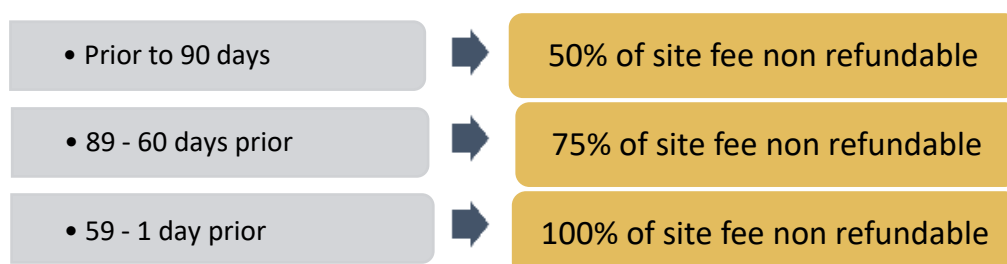 • Prior to 90 days
50% of site fee non refundable
• 89 - 60 days prior
75% of site fee non refundable
• 59 - 1 day prior
100% of site fee non refundable